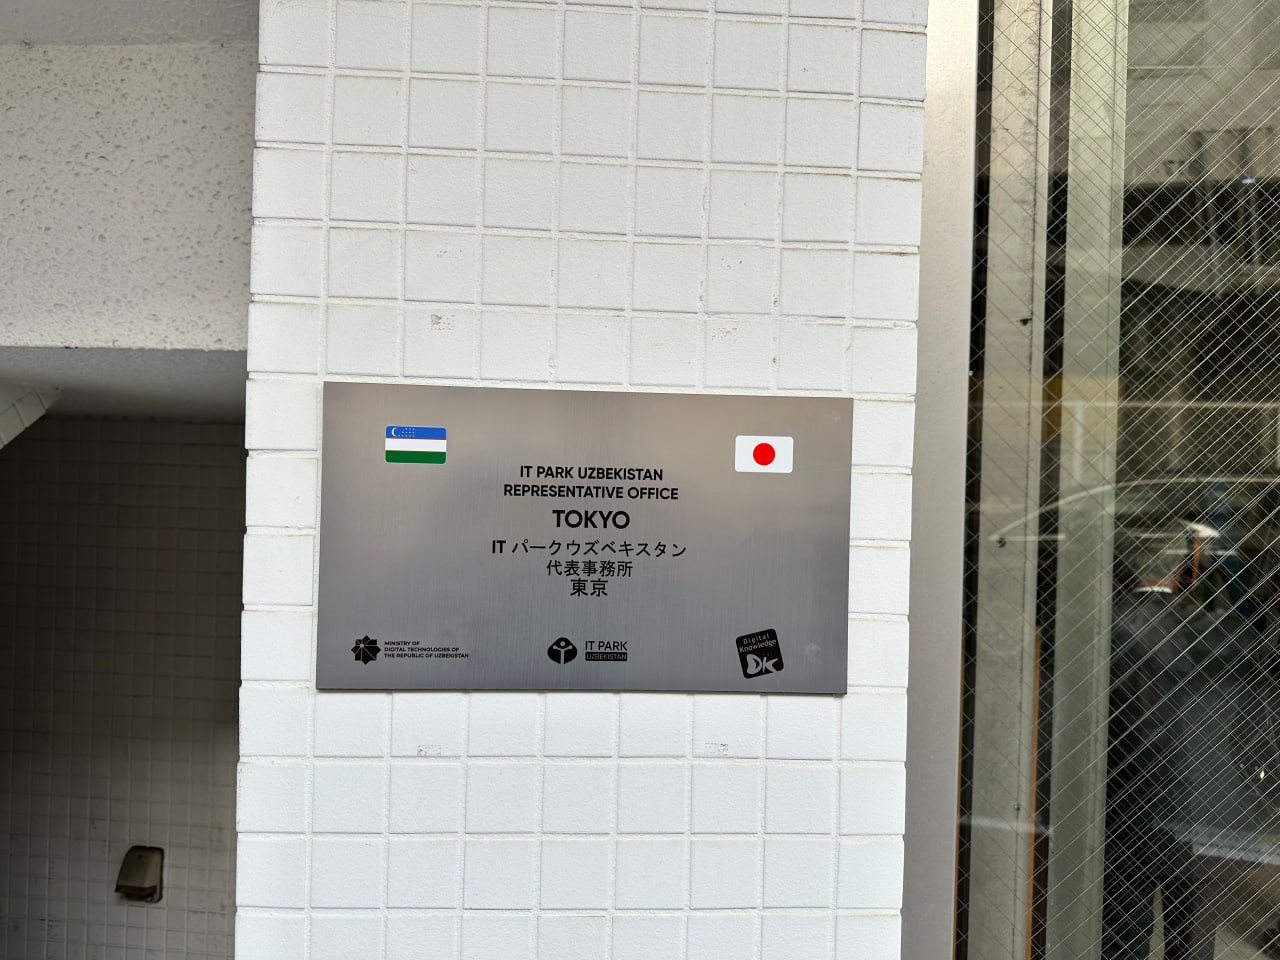 IT PARK UZBEKISTAN
REPRESENTATIVE OFFICE
TOKYO
IT パークウズベキスタン
代表事務所
東京
MINISTRY OF
DIGITAL TECHNOLOGIES OF
THE REPUBLIC OF UZBEKISTAN
IT PARK
UZBEKISTAN
Digital
Knowledge
DK